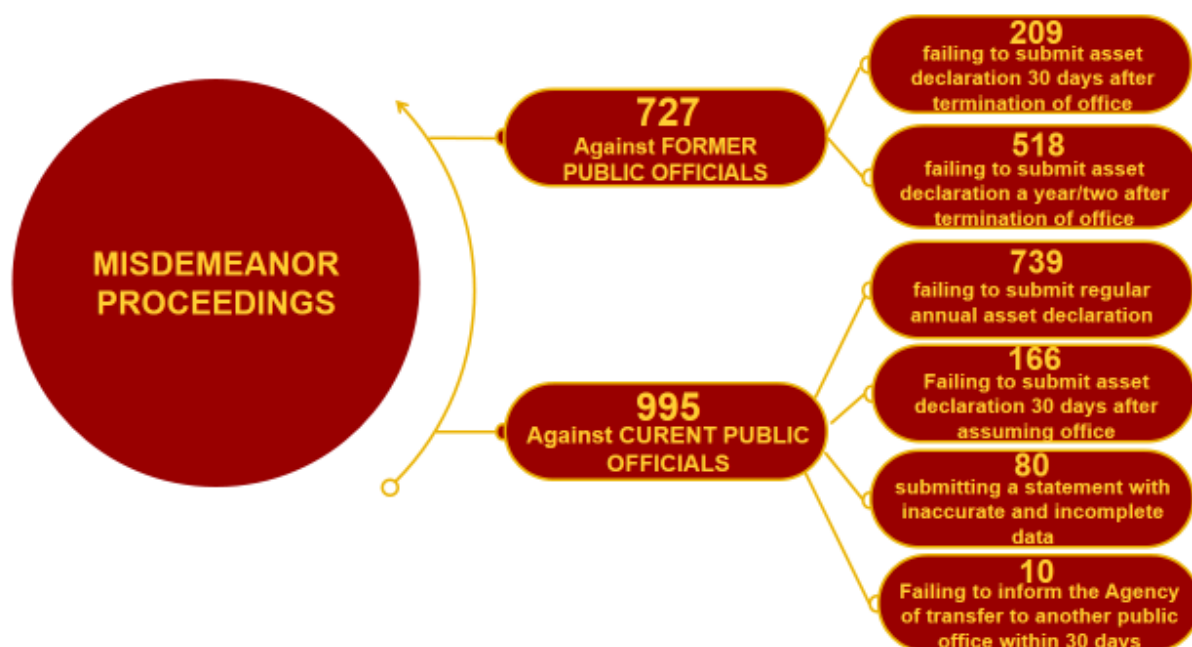 MISDEMEANOR
PROCEEDINGS
727
Against FORMER
PUBLIC OFFICIALS
209
failing to submit asset
declaration 30 days after
termination of office
518
failing to submit asset
declaration a year/two after
termination of office
995
Against CURENT PUBLIC
OFFICIALS
739
failing to submit regular
annual asset declaration
166
Failing to submit asset
declaration 30 days after
assuming office
80
submitting a statement with
inaccurate and incomplete
data
10
Failing to inform the Agency
of transfer to another public
office within 30 days